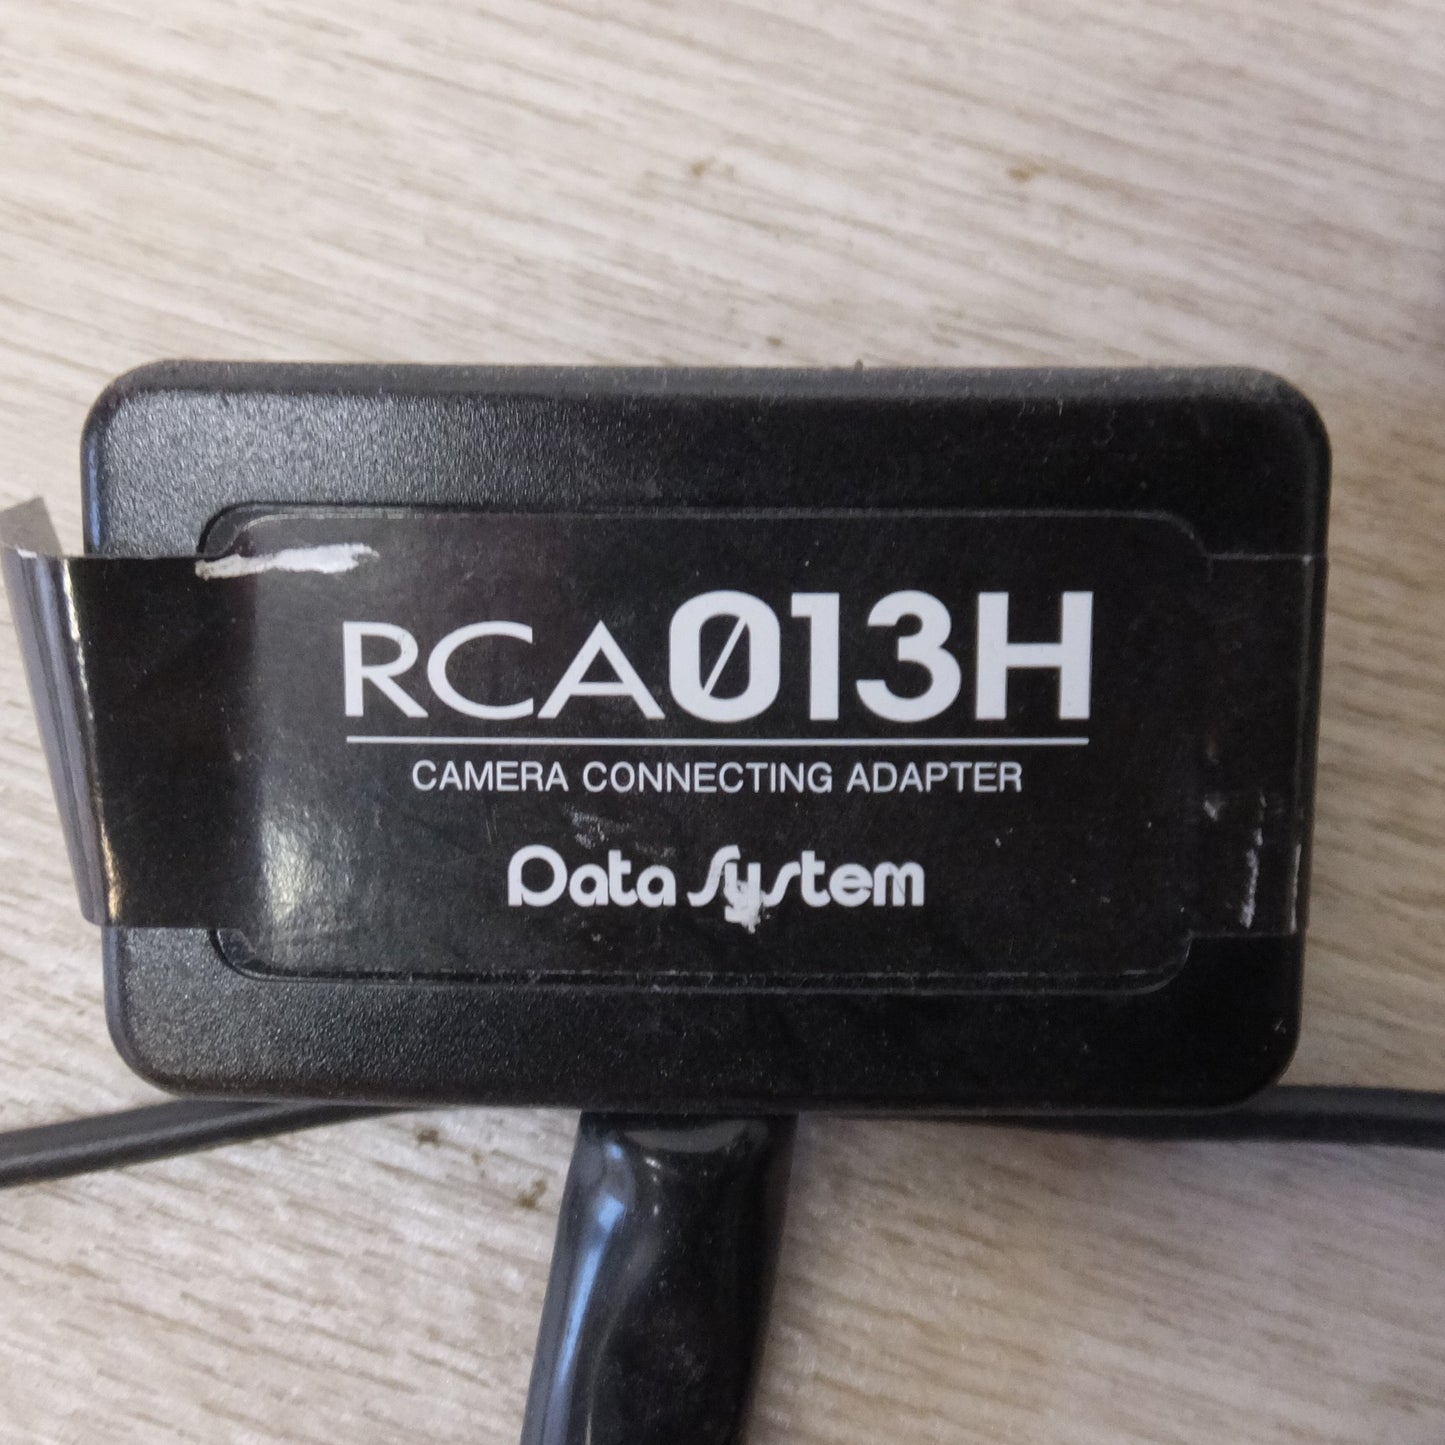 RCA013H
CAMERA CONNECTING ADAPTER
Data System